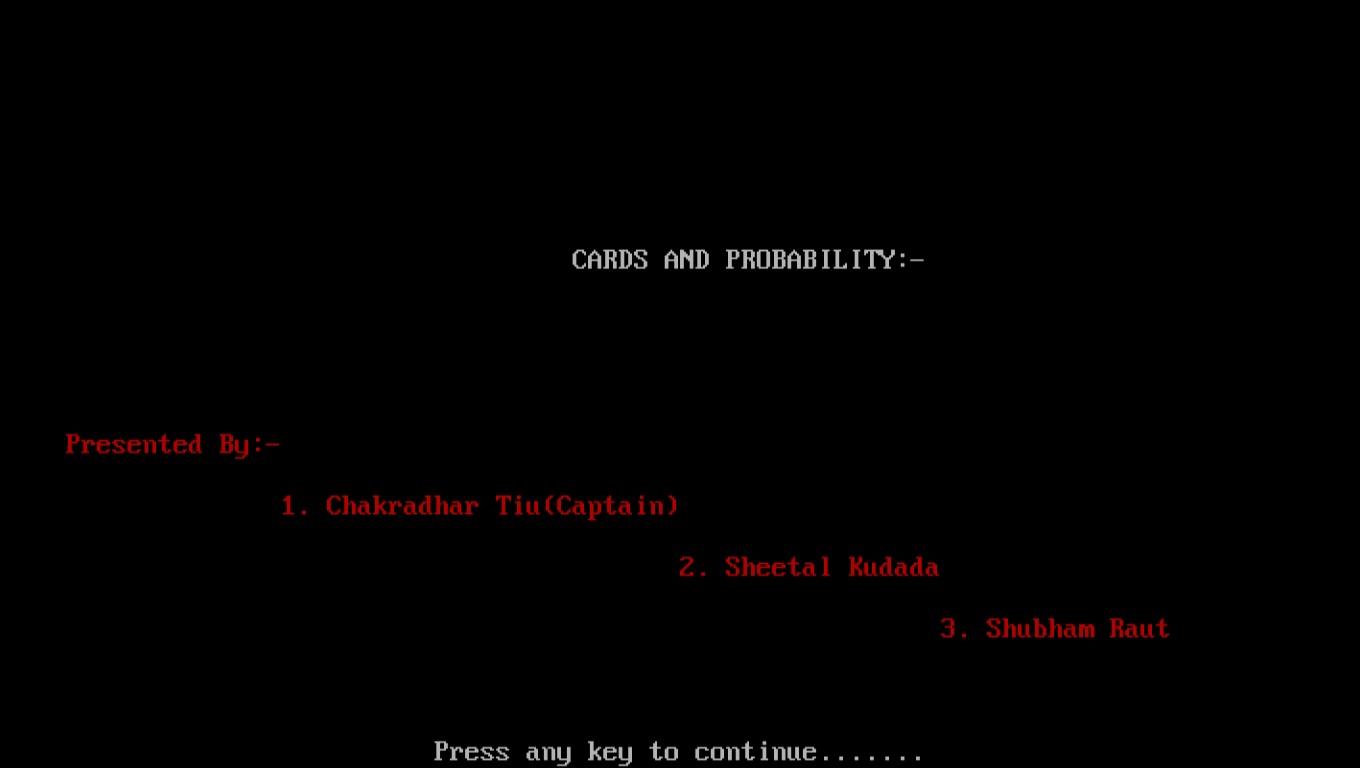 CARDS AND PROBABILITY:-
Presented By:-
1. Chakradhar Tiu(Captain)
2. Sheetal Kudada
3. Shubham Raut
Press any key to continue.......